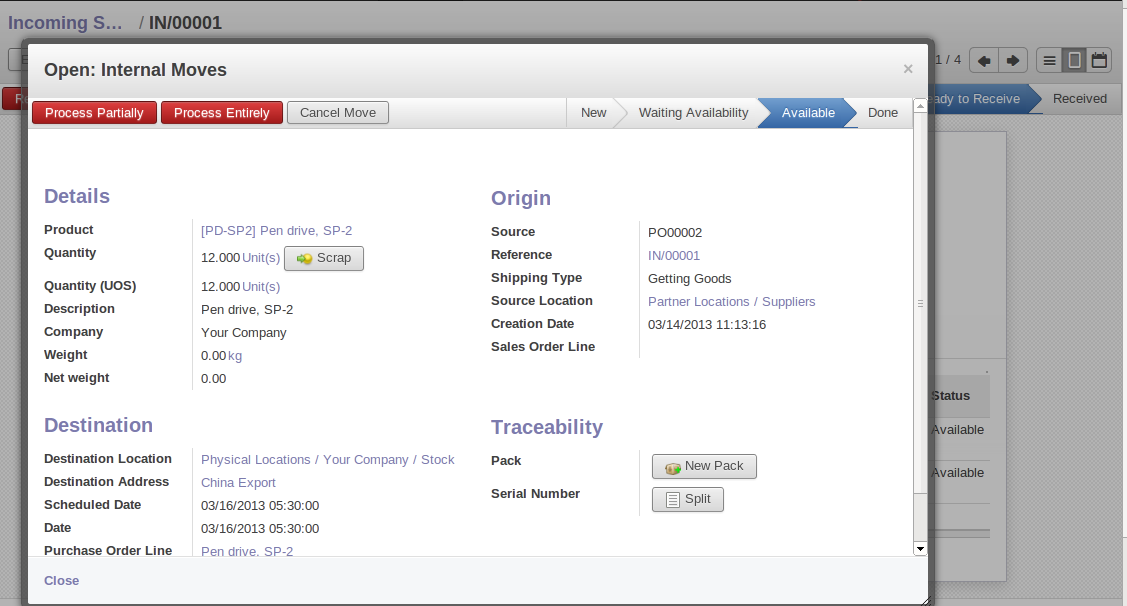 Incoming S... / IN/00001
Open: Internal Moves
×
1 / 4
Process Partially Process Entirely Cancel Move New Waiting Availability Available Done
Received
Details
Product [PD-SP2] Pen drive, SP-2
Quantity 12.000 Unit(s) Scrap
Quantity (UOS) 12.000 Unit(s)
Description Pen drive, SP-2
Company Your Company
Weight 0.00 kg
Net weight 0.00
Origin
Source PO00002
Reference IN/00001
Shipping Type Getting Goods
Source Location Partner Locations / Suppliers
Creation Date 03/14/2013 11:13:16
Sales Order Line
Destination
Destination Location Physical Locations / Your Company / Stock
Destination Address China Export
Scheduled Date 03/16/2013 05:30:00
Date 03/16/2013 05:30:00
Purchase Order Line Pen drive, SP-2
Traceability
Pack New Pack
Serial Number Split
Status
Available
Available
Close